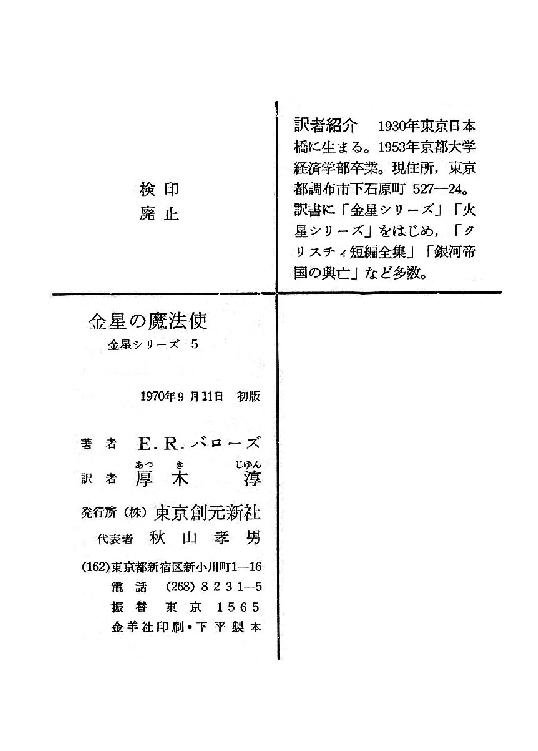 検印
廃止
訳者紹介　1930年東京日本
橋に生まる。1953年京都大学
経済学部卒業。現住所，東京
都調布市下石原町 527―24。
訳書に「金星シリーズ」「火
星シリーズ」をはじめ，「ク
リスティ短編全集」「銀河帝
国の興亡」など多数。
金星の魔法使
金星シリーズ 5
1970年9月11日　初版
著者　E.R.バローズ
あつ き じゅん
訳者　厚木　淳
発行所（株）東京創元新社
代表者　秋山孝男
(162)東京都新宿区新小川町1―16
電話　(268) 8231―5
振替　東京 1565
金羊社印刷・下平製本